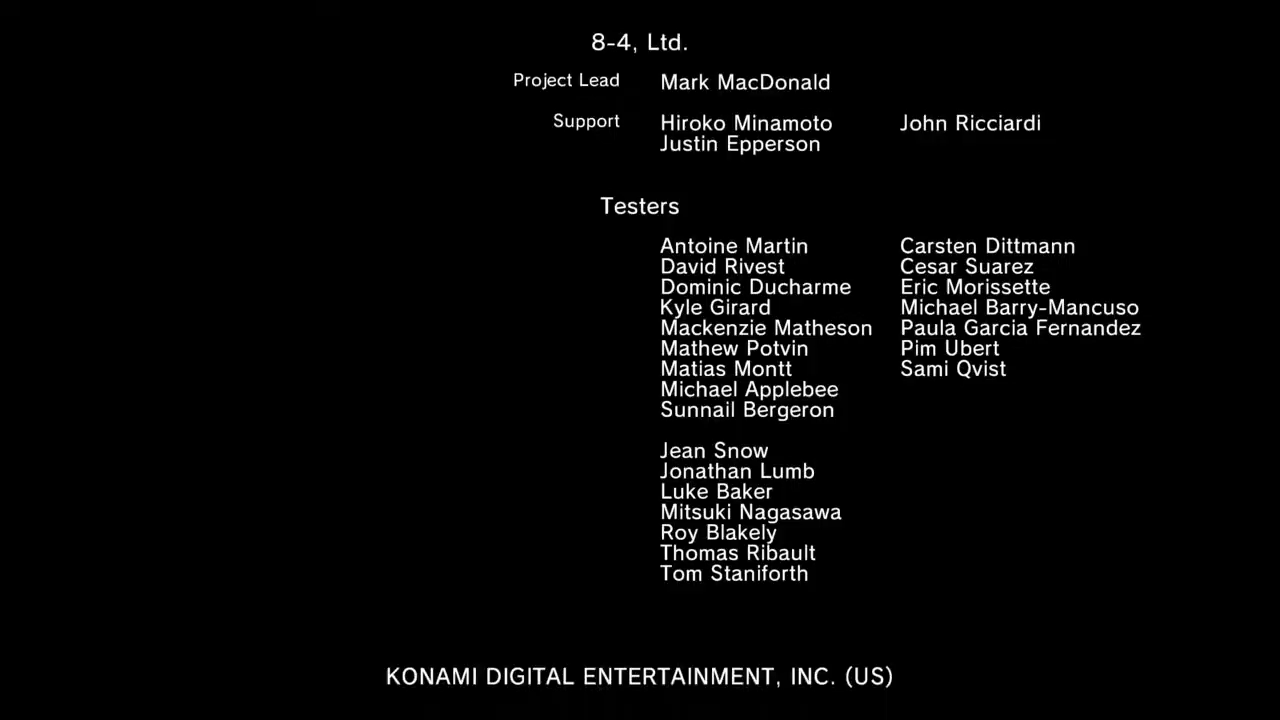 8-4, Ltd.
Project Lead Mark MacDonald
Support Hiroko Minamoto John Ricciardi
Justin Epperson
Testers
Antoine Martin Carsten Dittmann
David Rivest Cesar Suarez
Dominic Ducharme Eric Morissette
Kyle Girard Michael Barry-Mancuso
Mackenzie Matheson Paula Garcia Fernandez
Mathew Potvin Pim Ubert
Matias Montt Sami Qvist
Michael Applebee
Sunnail Bergeron
Jean Snow
Jonathan Lumb
Luke Baker
Mitsuki Nagasawa
Roy Blakely
Thomas Ribault
Tom Staniforth
KONAMI DIGITAL ENTERTAINMENT, INC. (US)